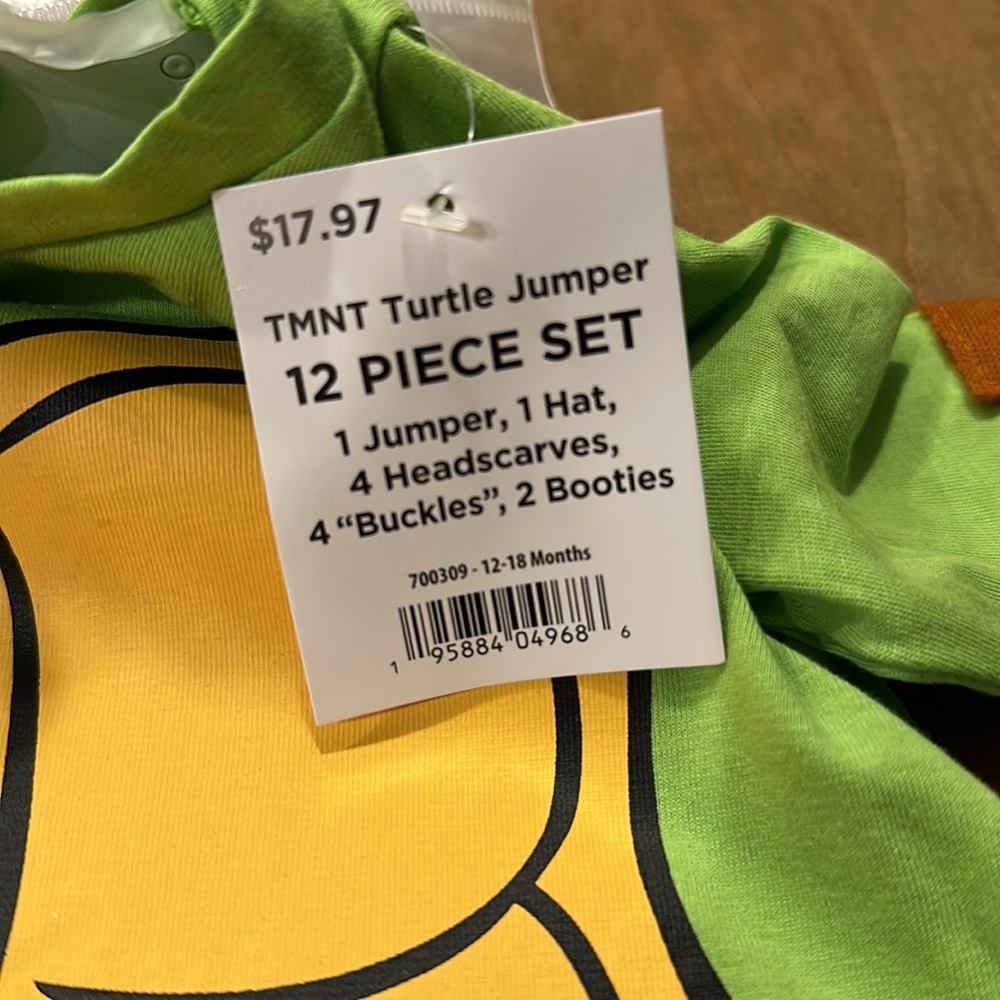 $17.97
TMNT Turtle Jumper
12 PIECE SET
1 Jumper, 1 Hat,
4 Headscarves,
4 “Buckles”, 2 Booties
700309 - 12-18 Months
1 95884 04968 6